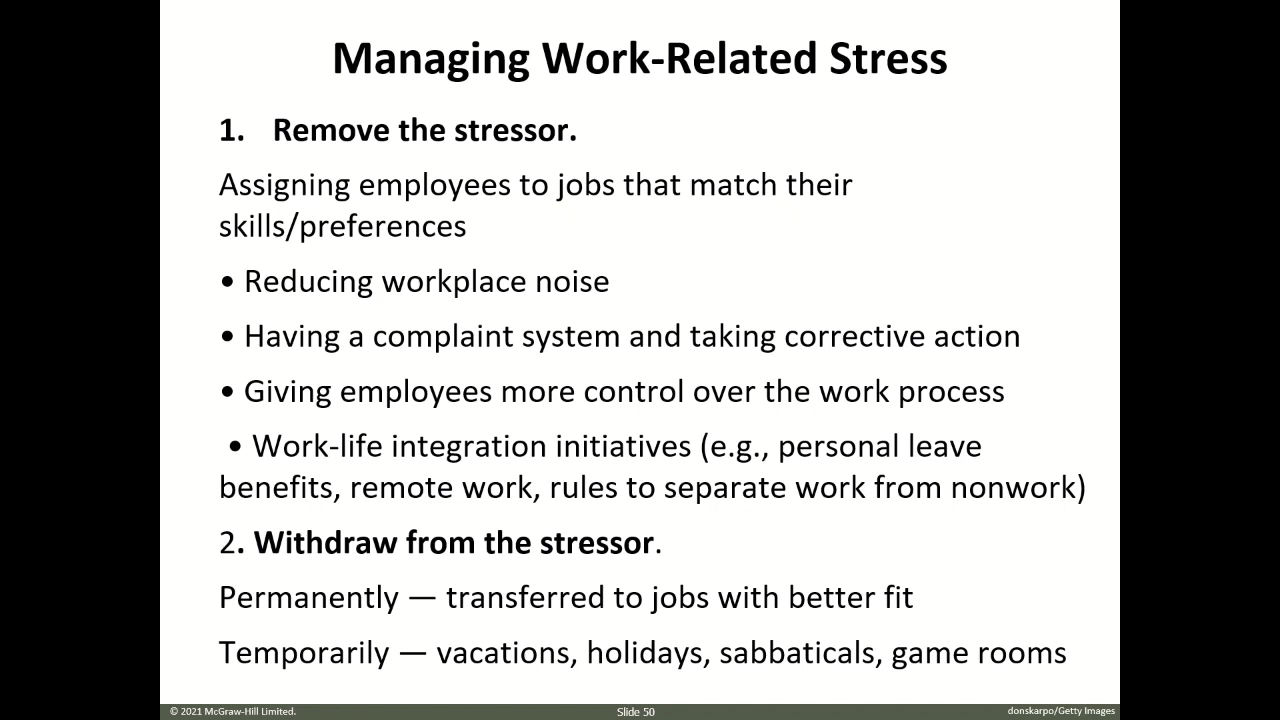 Managing Work-Related Stress
1. Remove the stressor.
Assigning employees to jobs that match their
skills/preferences
• Reducing workplace noise
• Having a complaint system and taking corrective action
• Giving employees more control over the work process
• Work-life integration initiatives (e.g., personal leave
benefits, remote work, rules to separate work from nonwork)
2. Withdraw from the stressor.
Permanently — transferred to jobs with better fit
Temporarily — vacations, holidays, sabbaticals, game rooms
© 2021 McGraw-Hill Limited.
Slide 50
donskarpo/Getty Images